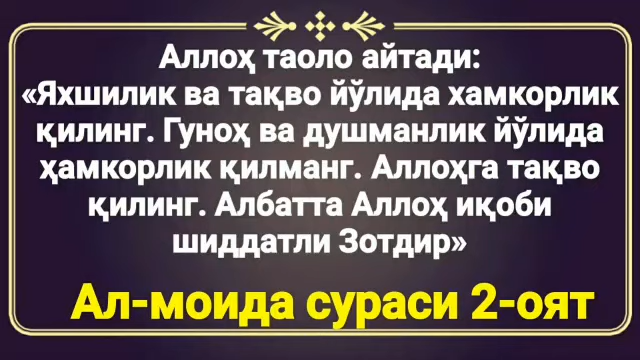 Аллоҳ таоло айтади:
«Яхшилик ва тақво йўлида хамкорлик
қилинг. Гуноҳ ва душманлик йўлида
ҳамкорлик қилманг. Аллоҳга тақво
қилинг. Албатта Аллоҳ иқоби
шиддатли Зотдир»
Ал-моида сураси 2-оят